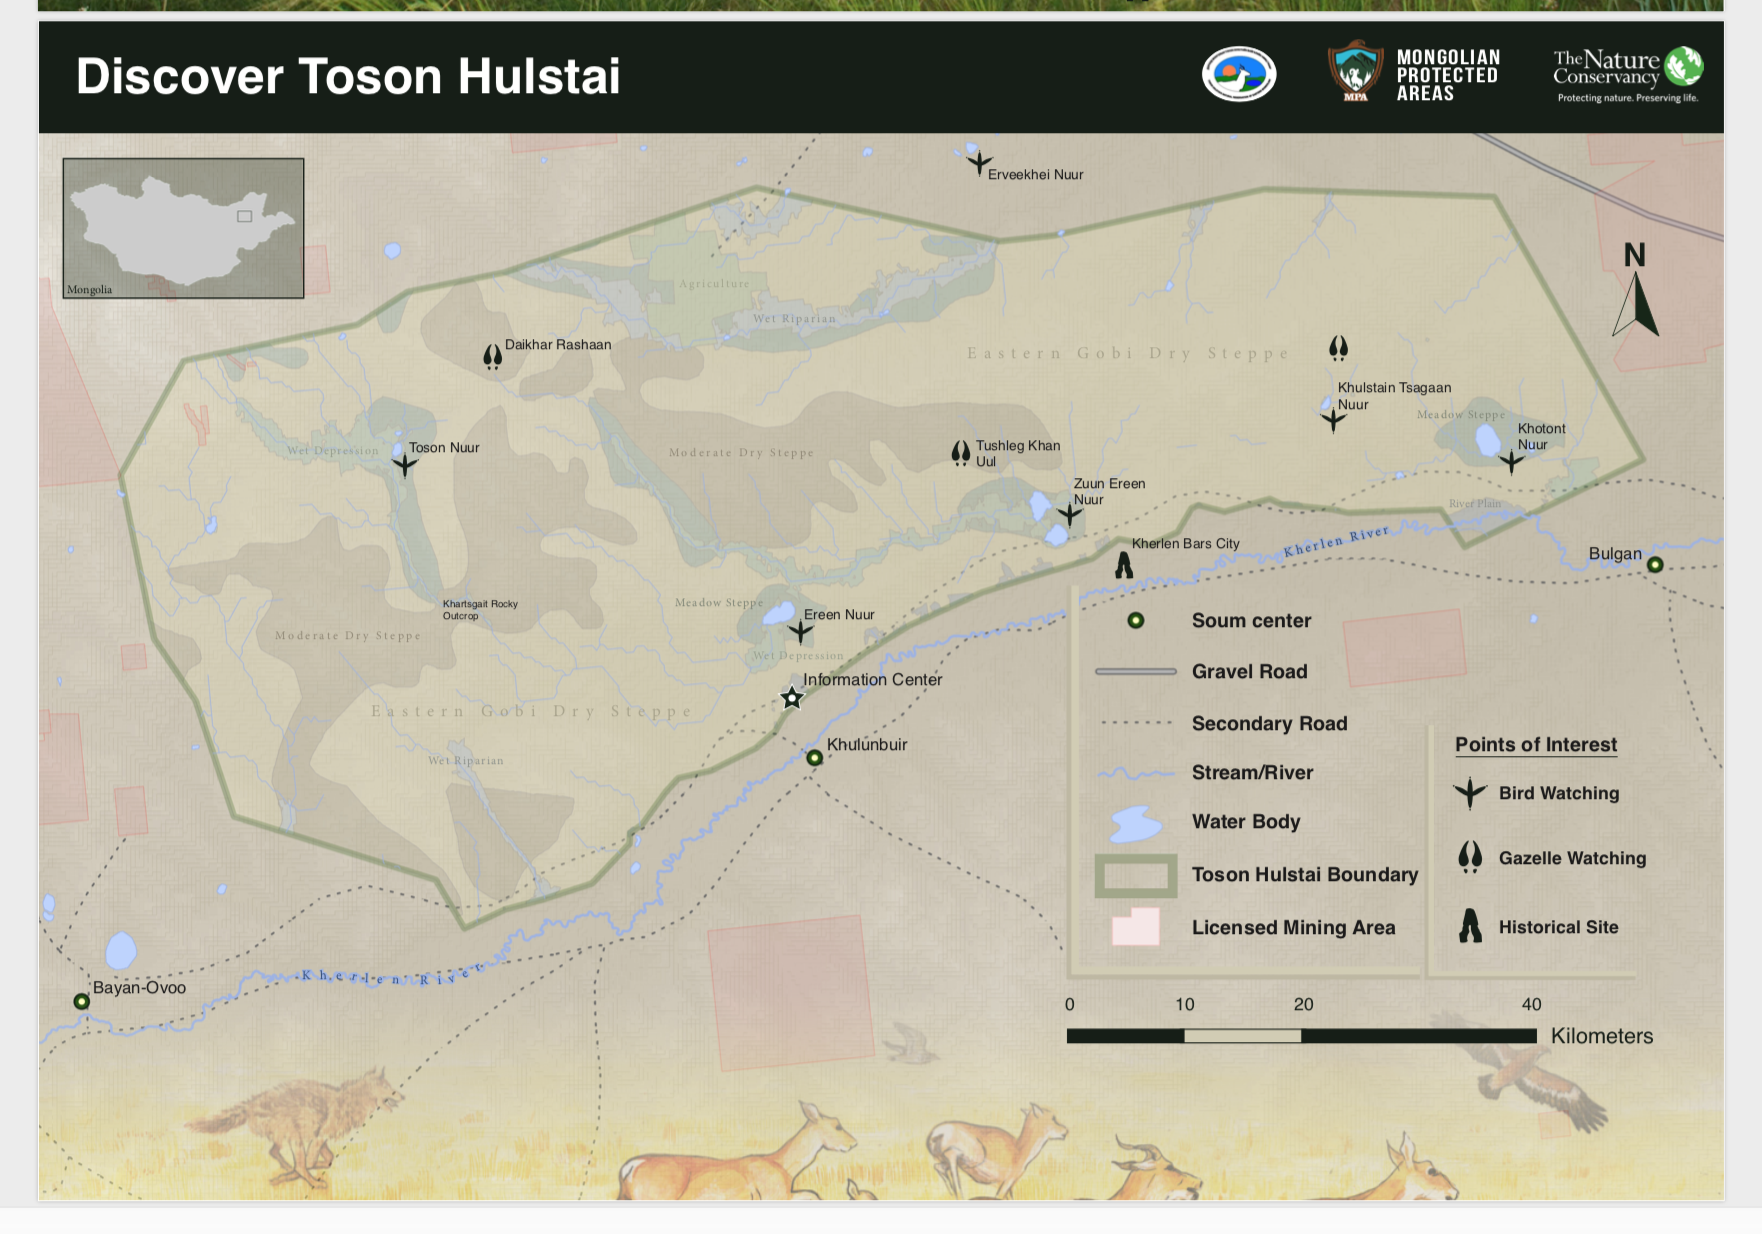 Discover Toson Hulstai
MPA
MONGOLIAN
PROTECTED
AREAS
The Nature
Conservancy
Protecting nature. Preserving life.
Mongolia
Erveekhei Nuur
N
Agriculture
Wet Riparian
Daikhar Rashaan
Eastern Gobi Dry Steppe
Khulstain Tsagaan
Nuur
Meadow Steppe
Khotont
Nuur
Wet Depression
Toson Nuur
Moderate Dry Steppe
Tushleg Khan
Uul
Zuun Ereen
Nuur
River Plain
Kherlen Bars City
Kherlen River
Bulgan
Khartsgait Rocky
Outcrop
Meadow Steppe
Ereen Nuur
Moderate Dry Steppe
Wet Depression
Information Center
Eastern Gobi Dry Steppe
Khulunbuir
Wet Riparian
Kherlen River
Bayan-Ovoo
Soum center
Gravel Road
Secondary Road
Stream/River
Water Body
Toson Hulstai Boundary
Licensed Mining Area
Points of Interest
Bird Watching
Gazelle Watching
Historical Site
0 10 20 40
Kilometers